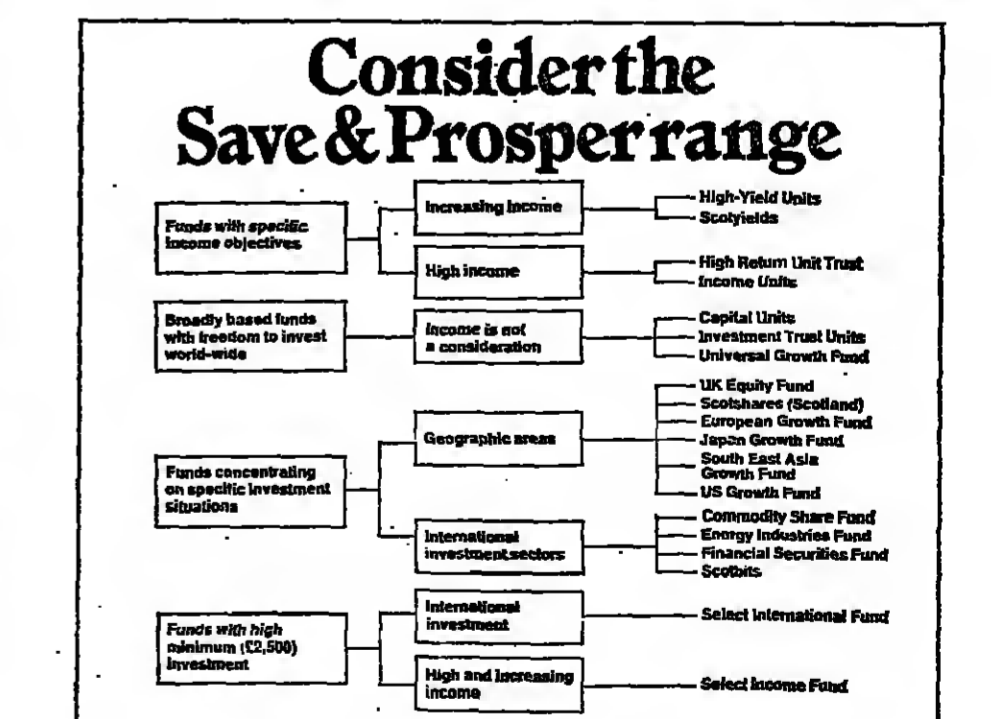 Consider the
Save & Prosper range
Funds with specific
income objectives
Increasing income
High-Yield Units
Scotyields
High income
High Return Unit Trust
Income Units
Broadly based funds
with freedom to invest
world-wide
Income is not
a consideration
Capital Units
Investment Trust Units
Universal Growth Fund
Funds concentrating
on specific investment
situations
Geographic areas
UK Equity Fund
Scotshares (Scotland)
European Growth Fund
Japan Growth Fund
South East Asia
Growth Fund
US Growth Fund
International
investment sectors
Commodity Share Fund
Energy Industries Fund
Financial Securities Fund
Scotbits
Funds with high
minimum (£2,500)
investment
International
investment
Select International Fund
High and increasing
income
Select Income Fund